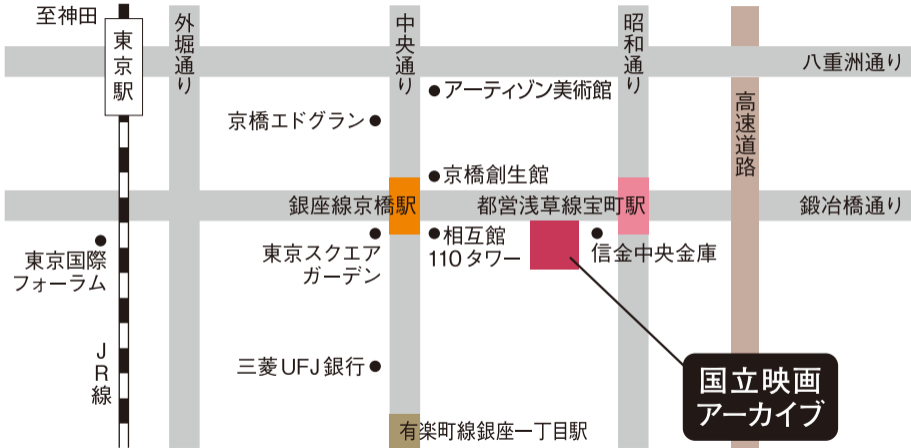 至神田
東京駅
外堀通り
中央通り
昭和通り
八重洲通り
アーティゾン美術館
高速道路
京橋エドグラン
京橋創生館
銀座線京橋駅
都営浅草線宝町駅
鍛冶橋通り
東京国際
フォーラム
東京スクエア
ガーデン
相互館
110タワー
信金中央金庫
JR線
三菱UFJ銀行
国立映画
アーカイブ
有楽町線銀座一丁目駅